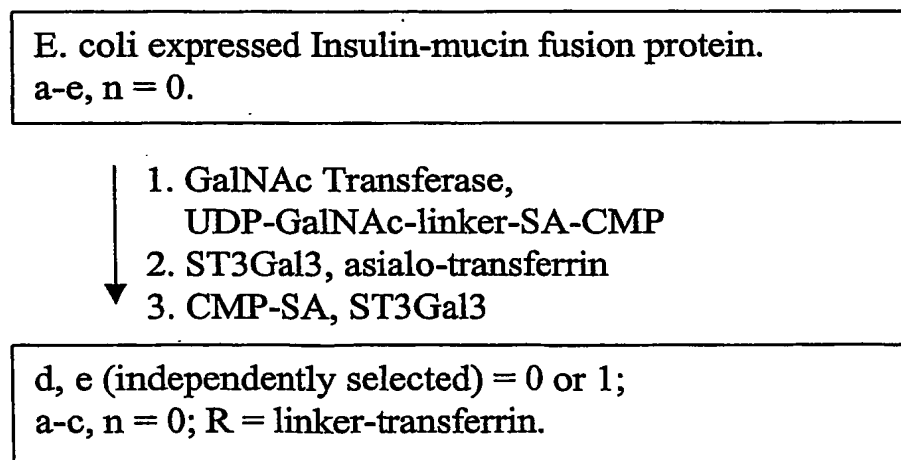 E. coli expressed Insulin-mucin fusion protein.
a-e, n = 0.
1. GalNAc Transferase,
UDP-GalNAc-linker-SA-CMP
2. ST3Gal3, asialo-transferrin
3. CMP-SA, ST3Gal3
d, e (independently selected) = 0 or 1;
a-c, n = 0; R = linker-transferrin.